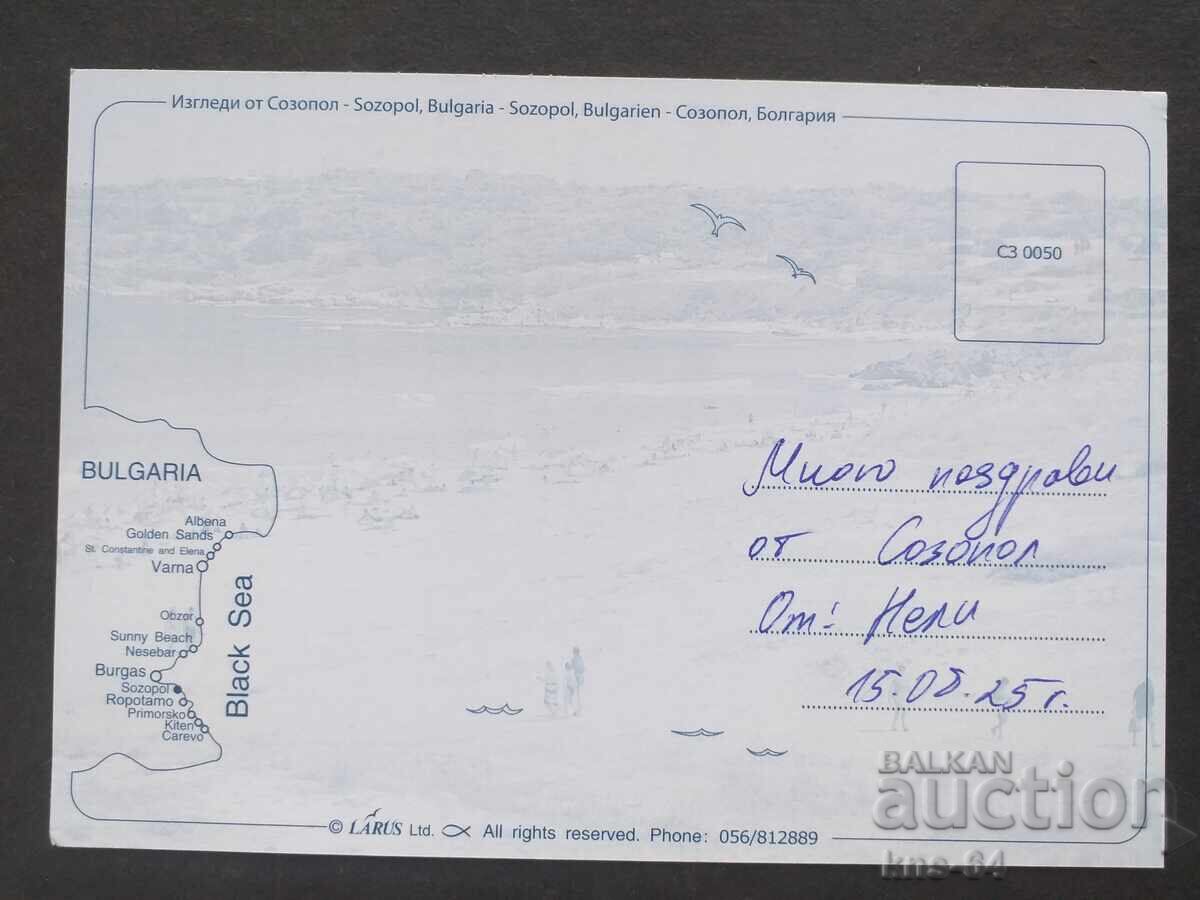 Изгледи от Созопол - Sozopol, Bulgaria - Sozopol, Bulgarien - Созопол, Болгария
СЗ 0050
BULGARIA
Albena
Golden Sands
St. Constantine and Elena
Varna
Obzor
Sunny Beach
Nesebar
Burgas
Sozopol
Ropotamo
Primorsko
Kiten
Carevo
Black Sea
Много поздрави
от Созопол
От: Нели
15.08.25г.
© LARUS Ltd. All rights reserved. Phone: 056/812889
BALKAN
auction
kns-64